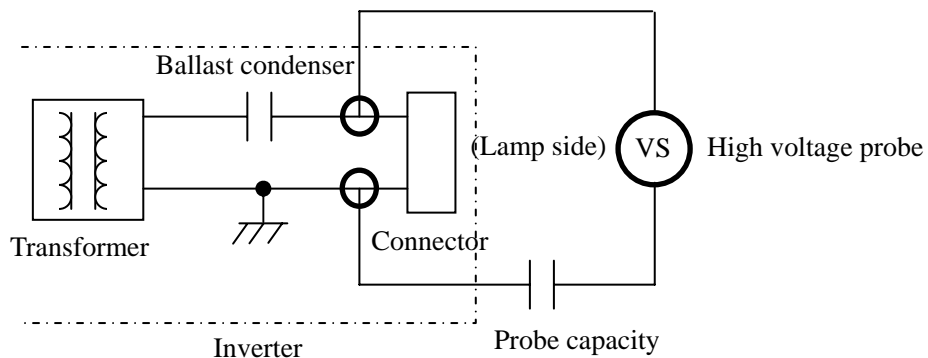 Ballast condenser
(Lamp side)
VS
High voltage probe
Transformer
Connector
Probe capacity
Inverter